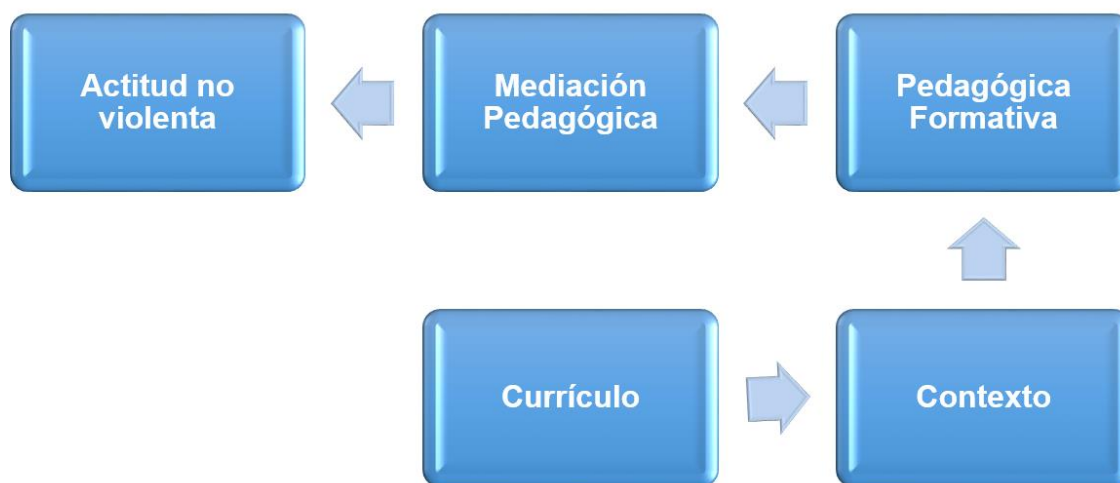 Actitud no
violenta
Mediación
Pedagógica
Pedagógica
Formativa
Currículo
Contexto